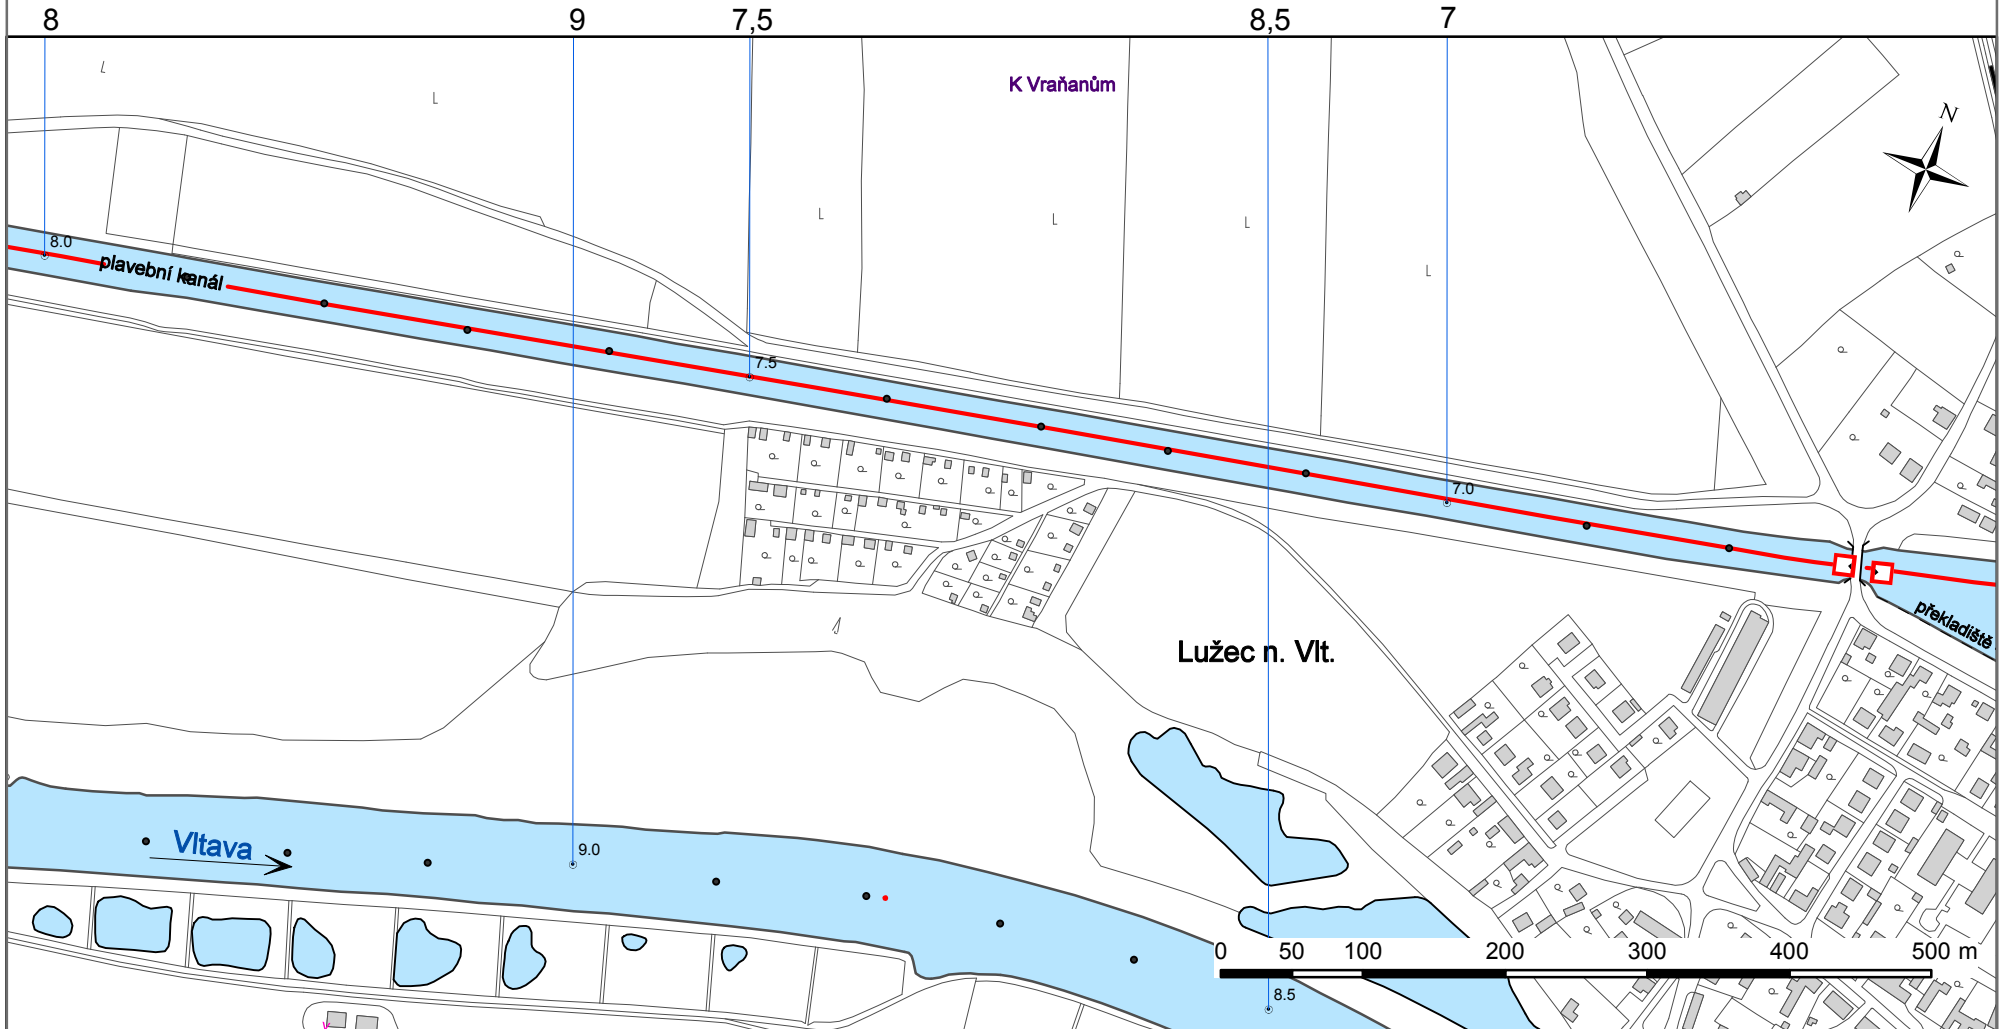 8 9 7,5 8,5 7
K Vraňanům
N
8.0
plavební kanál
7.5
7.0
překladiště
Lužec n. Vlt.
Vltava
9.0
0 50 100 200 300 400 500 m
8.5